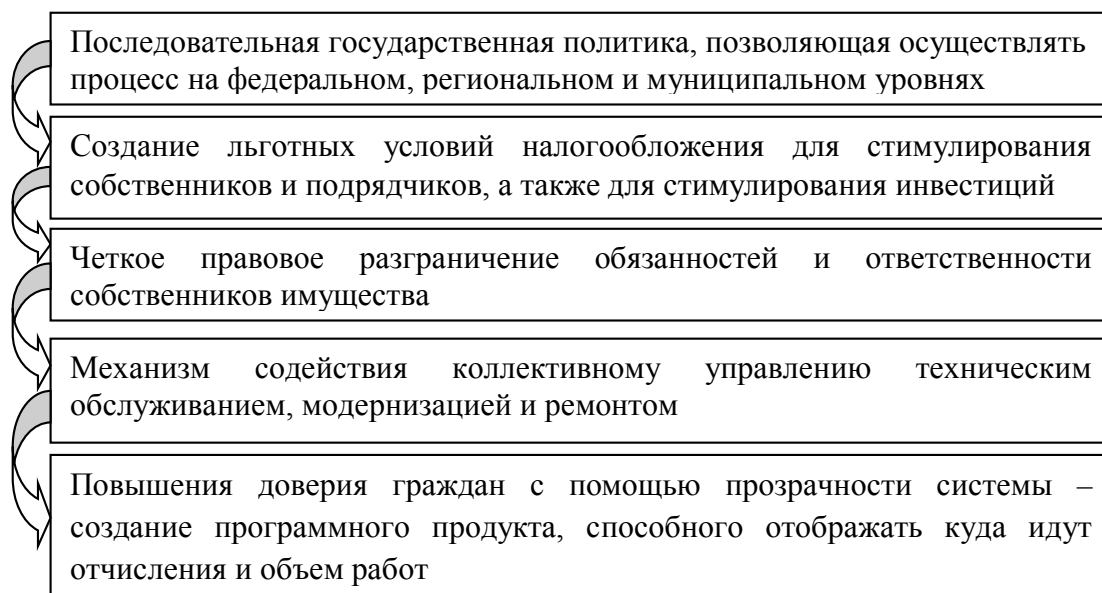 Последовательная государственная политика, позволяющая осуществлять
процесс на федеральном, региональном и муниципальном уровнях
Создание льготных условий налогообложения для стимулирования
собственников и подрядчиков, а также для стимулирования инвестиций
Четкое правовое разграничение обязанностей и ответственности
собственников имущества
Механизм содействия коллективному управлению техническим
обслуживанием, модернизацией и ремонтом
Повышения доверия граждан с помощью прозрачности системы –
создание программного продукта, способного отображать куда идут
отчисления и объем работ